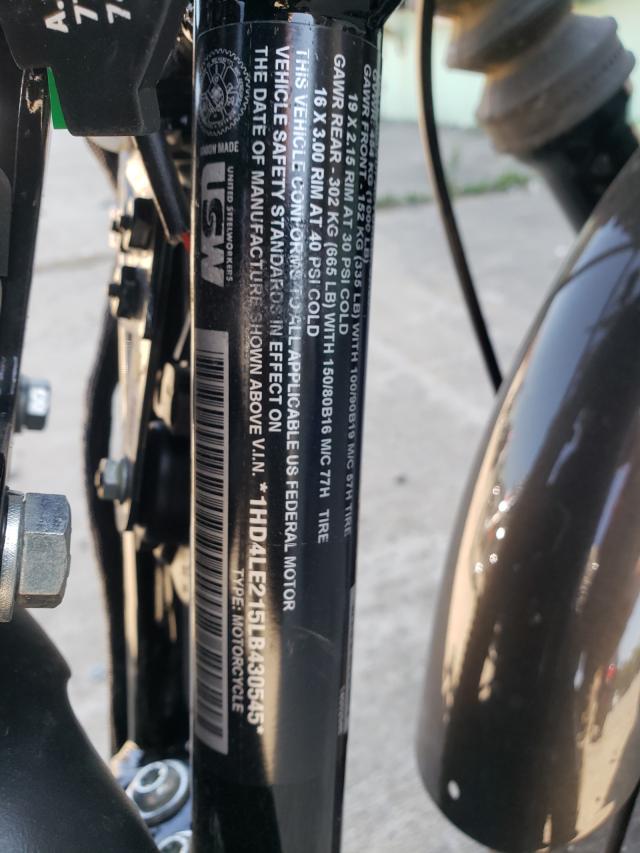 KG (1000 LB)
GAWR FRONT - 152 KG (335 LB) WITH 100/90B19 M/C 57H TIRE
19 X 2.15 RIM AT 30 PSI COLD
GAWR REAR - 302 KG (665 LB) WITH 150/80B16 M/C 77H TIRE
16 X 3.00 RIM AT 40 PSI COLD
THIS VEHICLE CONFORMS TO ALL APPLICABLE US FEDERAL MOTOR
VEHICLE SAFETY STANDARDS IN EFFECT ON
THE DATE OF MANUFACTURE SHOWN ABOVE V.I.N. *1HD4LE215LB430545*
TYPE: MOTORCYCLE
UNION MADE
UNITED STEELWORKERS
USW